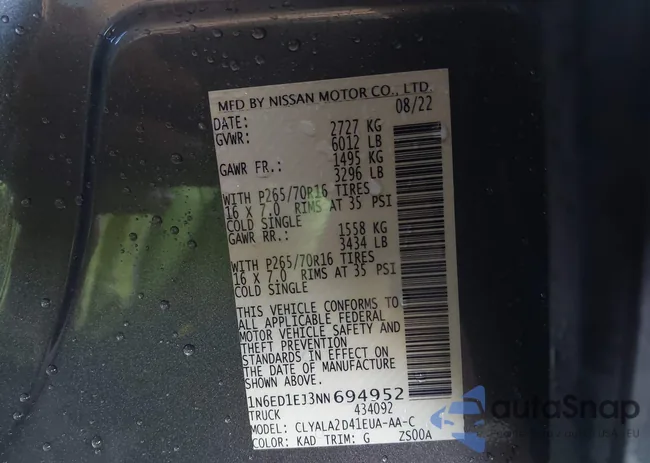 MFD BY NISSAN MOTOR CO., LTD.
DATE: 08/22
GVWR: 2727 KG
6012 LB
GAWR FR.: 1495 KG
3296 LB
WITH P265/70R16 TIRES
16 X 7.0 RIMS AT 35 PSI
COLD SINGLE
GAWR RR.: 1558 KG
3434 LB
WITH P265/70R16 TIRES
16 X 7.0 RIMS AT 35 PSI
COLD SINGLE
THIS VEHICLE CONFORMS TO
ALL APPLICABLE FEDERAL
MOTOR VEHICLE SAFETY AND
THEFT PREVENTION
STANDARDS IN EFFECT ON
THE DATE OF MANUFACTURE
SHOWN ABOVE.
1N6ED1EJ3NN694952
TRUCK 434092
MODEL: CLYALA2D41EUA-AA-C
COLOR: KAD TRIM: G ZS00A
autoSnap